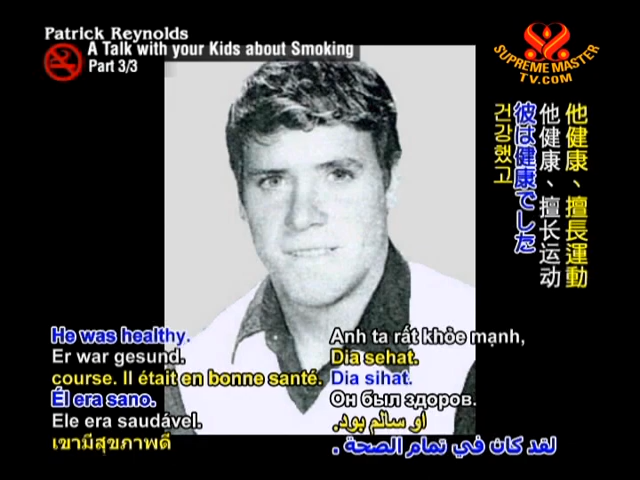 Patrick Reynolds
A Talk with your Kids about Smoking
Part 3/3
SUPREME MASTER
TV.COM
他健康、擅長運動
他健康、擅长运动
彼は健康でした
건강했고
He was healthy.
Er war gesund.
course. Il était en bonne santé.
Él era sano.
Ele era saudável.
เขามีสุขภาพดี
Anh ta rất khỏe mạnh,
Dia sehat.
Dia sihat.
Он был здоров.
او سالم بود.
لقد كان في تمام الصحة .